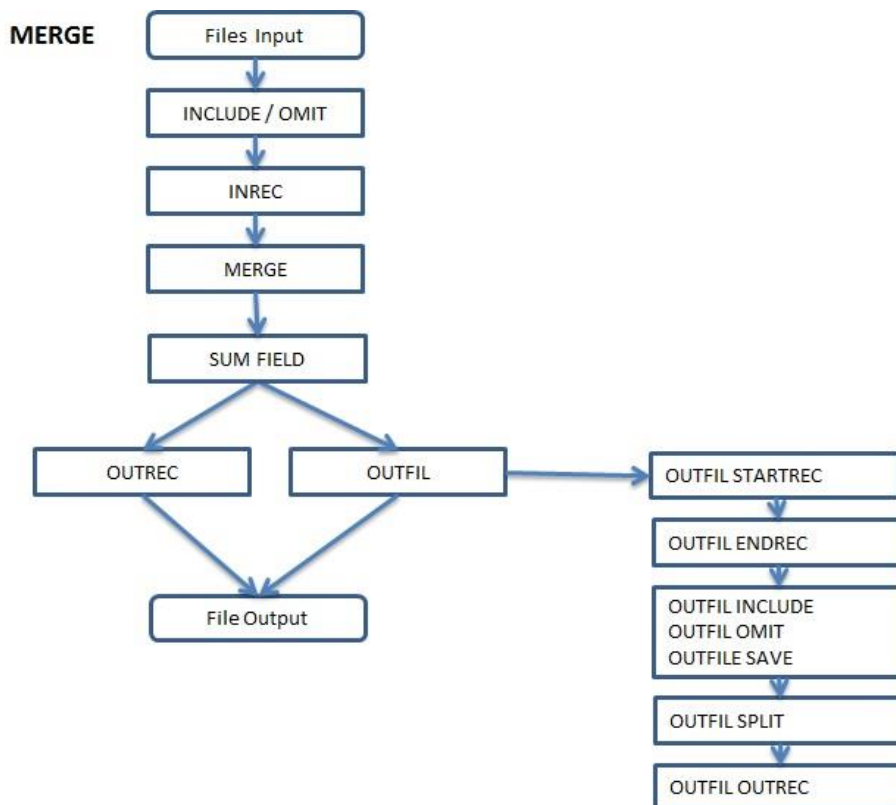 MERGE
Files Input
INCLUDE / OMIT
INREC
MERGE
SUM FIELD
OUTREC
OUTFIL
File Output
OUTFIL STARTREC
OUTFIL ENDREC
OUTFIL INCLUDE
OUTFIL OMIT
OUTFILE SAVE
OUTFIL SPLIT
OUTFIL OUTREC